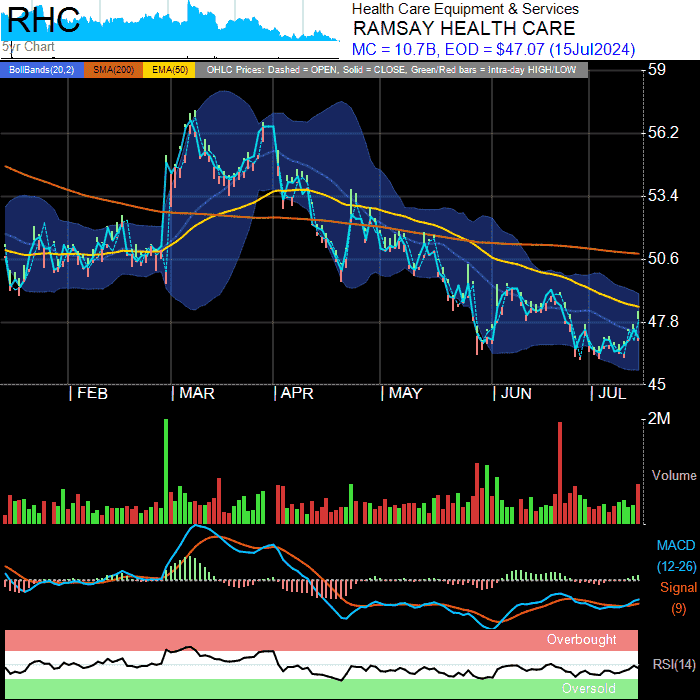 RHC
5yr Chart
Health Care Equipment & Services
RAMSAY HEALTH CARE
MC = 10.7B, EOD = $47.07 (15Jul2024)
BollBands(20,2) SMA(200) EMA(50) OHLC Prices: Dashed = OPEN, Solid = CLOSE, Green/Red bars = Intra-day HIGH/LOW
59
56.2
53.4
50.6
47.8
45
| FEB | MAR | APR | MAY | JUN | JUL
2M
Volume
MACD
(12-26)
Signal
(9)
Overbought
RSI(14)
Oversold